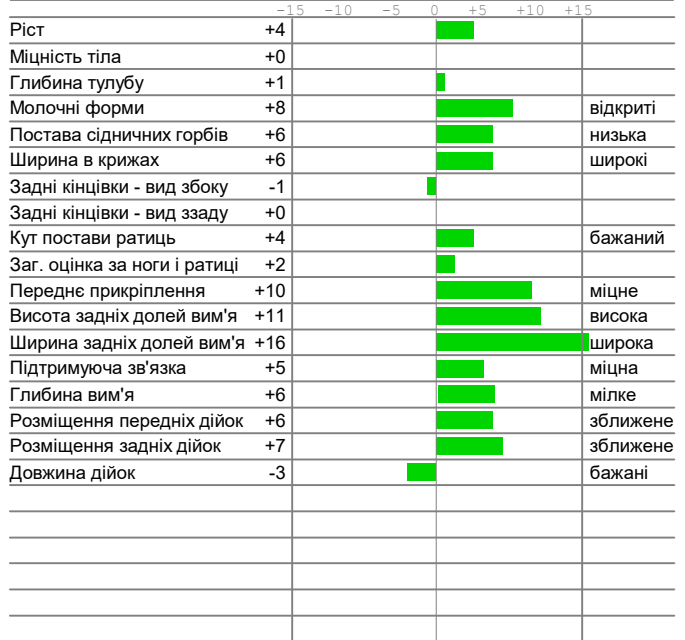 -15 -10 -5 0 +5 +10 +15
Ріст +4
Міцність тіла +0
Глибина тулубу +1
Молочні форми +8 відкриті
Постава сідничних горбів +6 низька
Ширина в крижах +6 широкі
Задні кінцівки - вид збоку -1
Задні кінцівки - вид ззаду +0
Кут постави ратиць +4 бажаний
Заг. оцінка за ноги і ратиці +2
Переднє прикріплення +10 міцне
Висота задніх долей вим'я +11 висока
Ширина задніх долей вим'я +16 широка
Підтримуюча зв'язка +5 міцна
Глибина вим'я +6 мілке
Розміщення передніх дійок +6 зближене
Розміщення задніх дійок +7 зближене
Довжина дійок -3 бажані